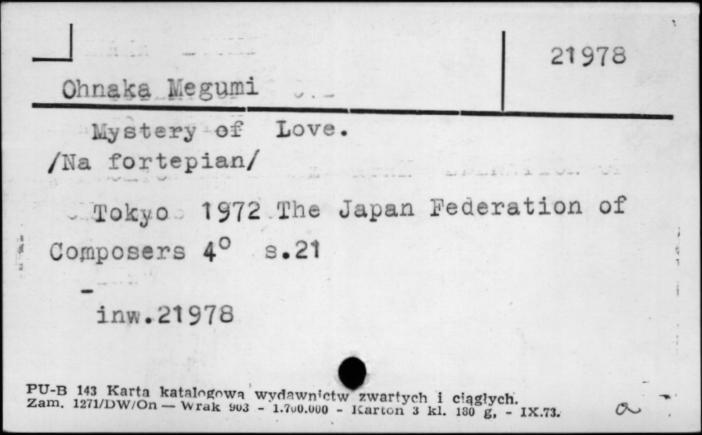 21978
Ohnaka Megumi
Mystery of Love.
/Na fortepian/
Tokyo 1972 The Japan Federation of
Composers 4° s.21
inw.21978
PU-B 143 Karta katalogowa wydawnictw zwartych i ciągłych.
Zam. 1271/DW/On — Wrak 903 - 1.700.000 - Karton 3 kl. 180 g, - IX.73.
a